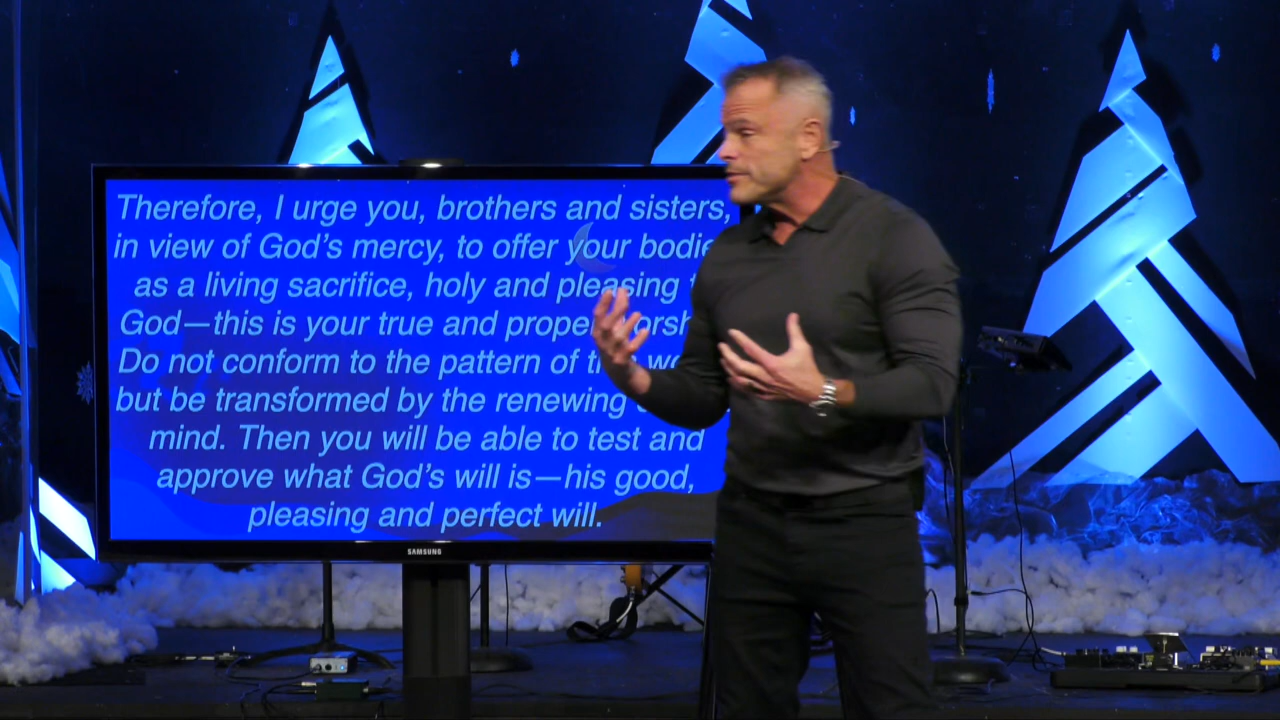 Therefore, I urge you, brothers and sisters,
in view of God's mercy, to offer your bodie
as a living sacrifice, holy and pleasing
God—this is your true and proper
Do not conform to the pattern of
but be transformed by the renewing
mind. Then you will be able to test and
approve what God's will is—his good,
pleasing and perfect will.
SAMSUNG